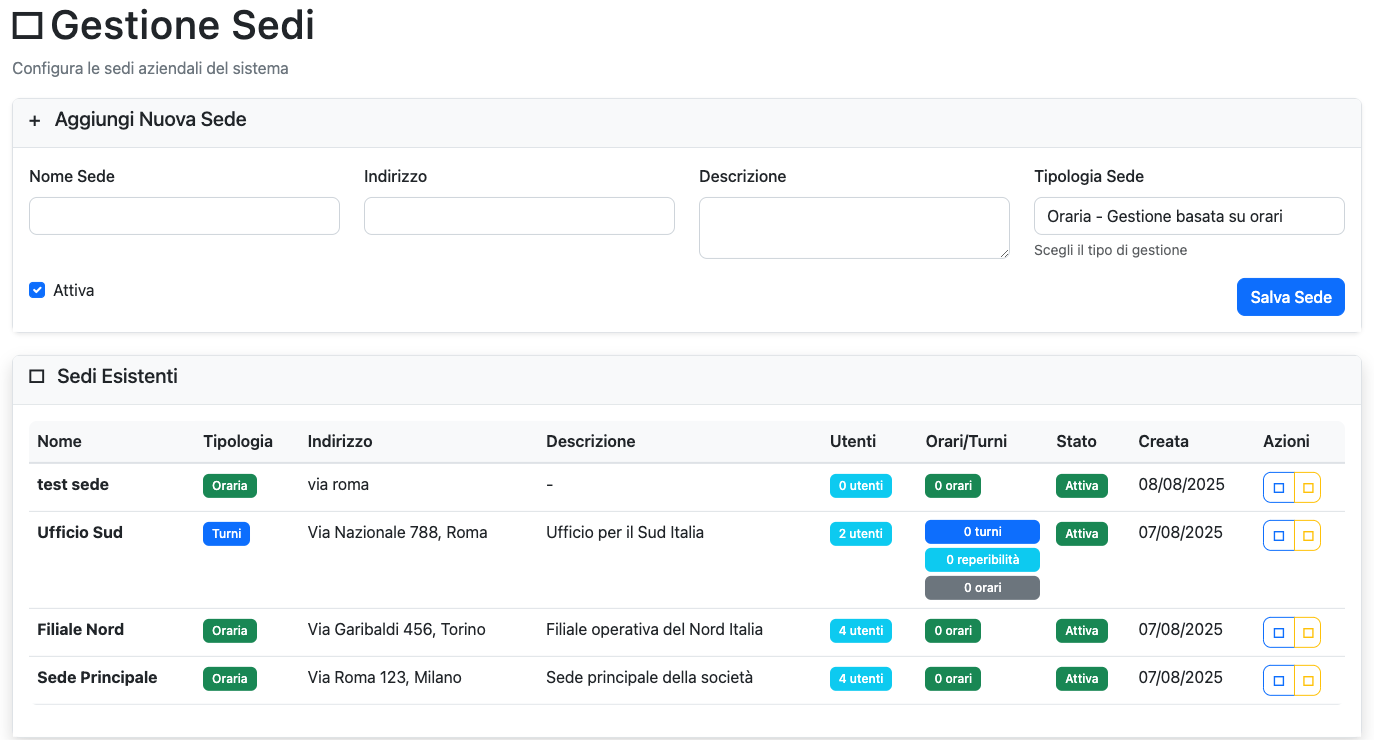 Gestione Sedi
Configura le sedi aziendali del sistema
+ Aggiungi Nuova Sede
Nome Sede Indirizzo Descrizione Tipologia Sede
Oraria - Gestione basata su orari
Scegli il tipo di gestione
Attiva
Salva Sede
Sedi Esistenti
Nome Tipologia Indirizzo Descrizione Utenti Orari/Turni Stato Creata Azioni
test sede Oraria via roma - 0 utenti 0 orari Attiva 08/08/2025
Ufficio Sud Turni Via Nazionale 788, Roma Ufficio per il Sud Italia 2 utenti 0 turni Attiva 07/08/2025
0 reperibilità
0 orari
Filiale Nord Oraria Via Garibaldi 456, Torino Filiale operativa del Nord Italia 4 utenti 0 orari Attiva 07/08/2025
Sede Principale Oraria Via Roma 123, Milano Sede principale della società 4 utenti 0 orari Attiva 07/08/2025